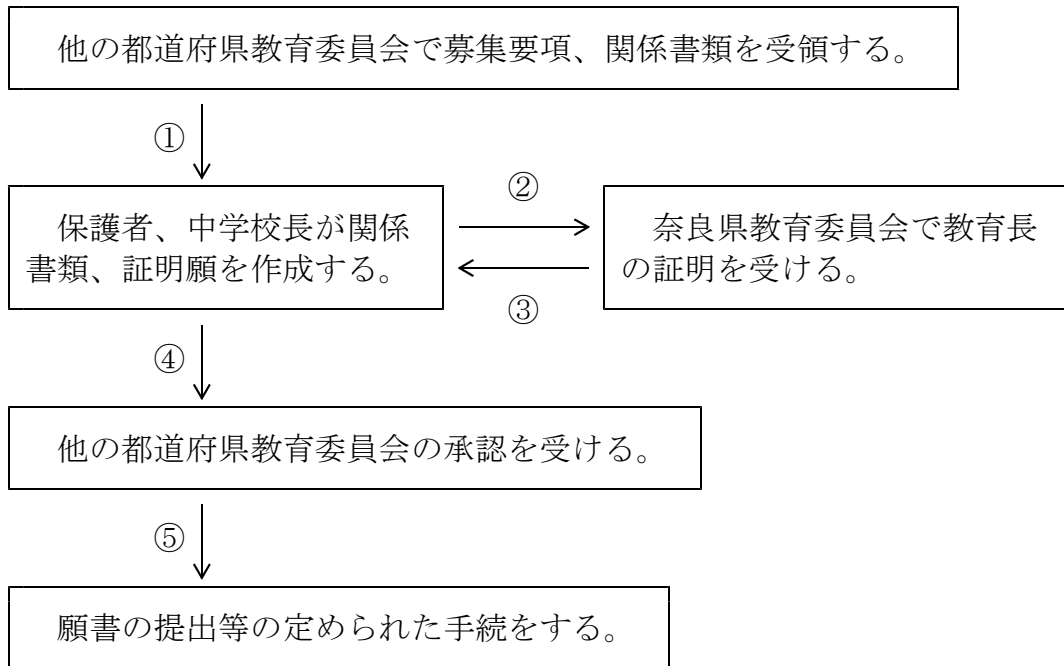 他の都道府県教育委員会で募集要項、関係書類を受領する。
①
保護者、中学校長が関係
書類、証明願を作成する。
②
③
奈良県教育委員会で教育長
の証明を受ける。
④
他の都道府県教育委員会の承認を受ける。
⑤
願書の提出等の定められた手続をする。